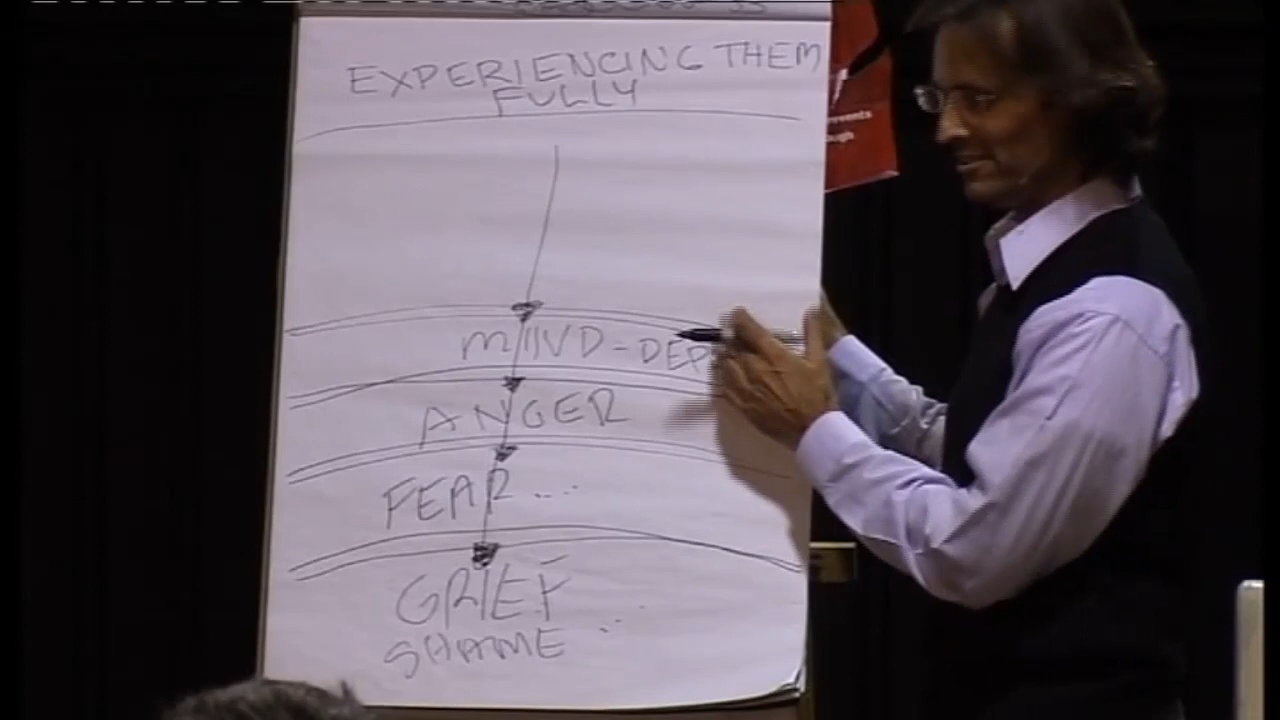 EXPERIENCING THEM
FULLY
ANGER
FEAR...
GRIEF
SHAME ...